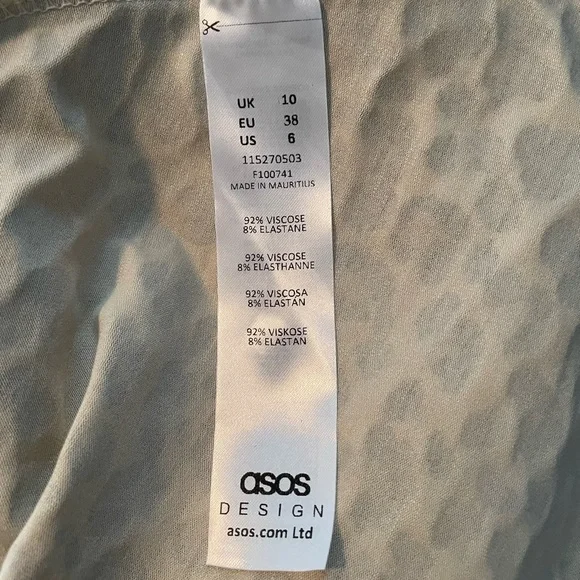 UK 10
EU 38
US 6
115270503
F100741
MADE IN MAURITIUS
92% VISCOSE
8% ELASTANE
92% VISCOSE
8% ELASTHANNE
92% VISCOSA
8% ELASTAN
92% VISKOSE
8% ELASTAN
asos
DESIGN
asos.com Ltd